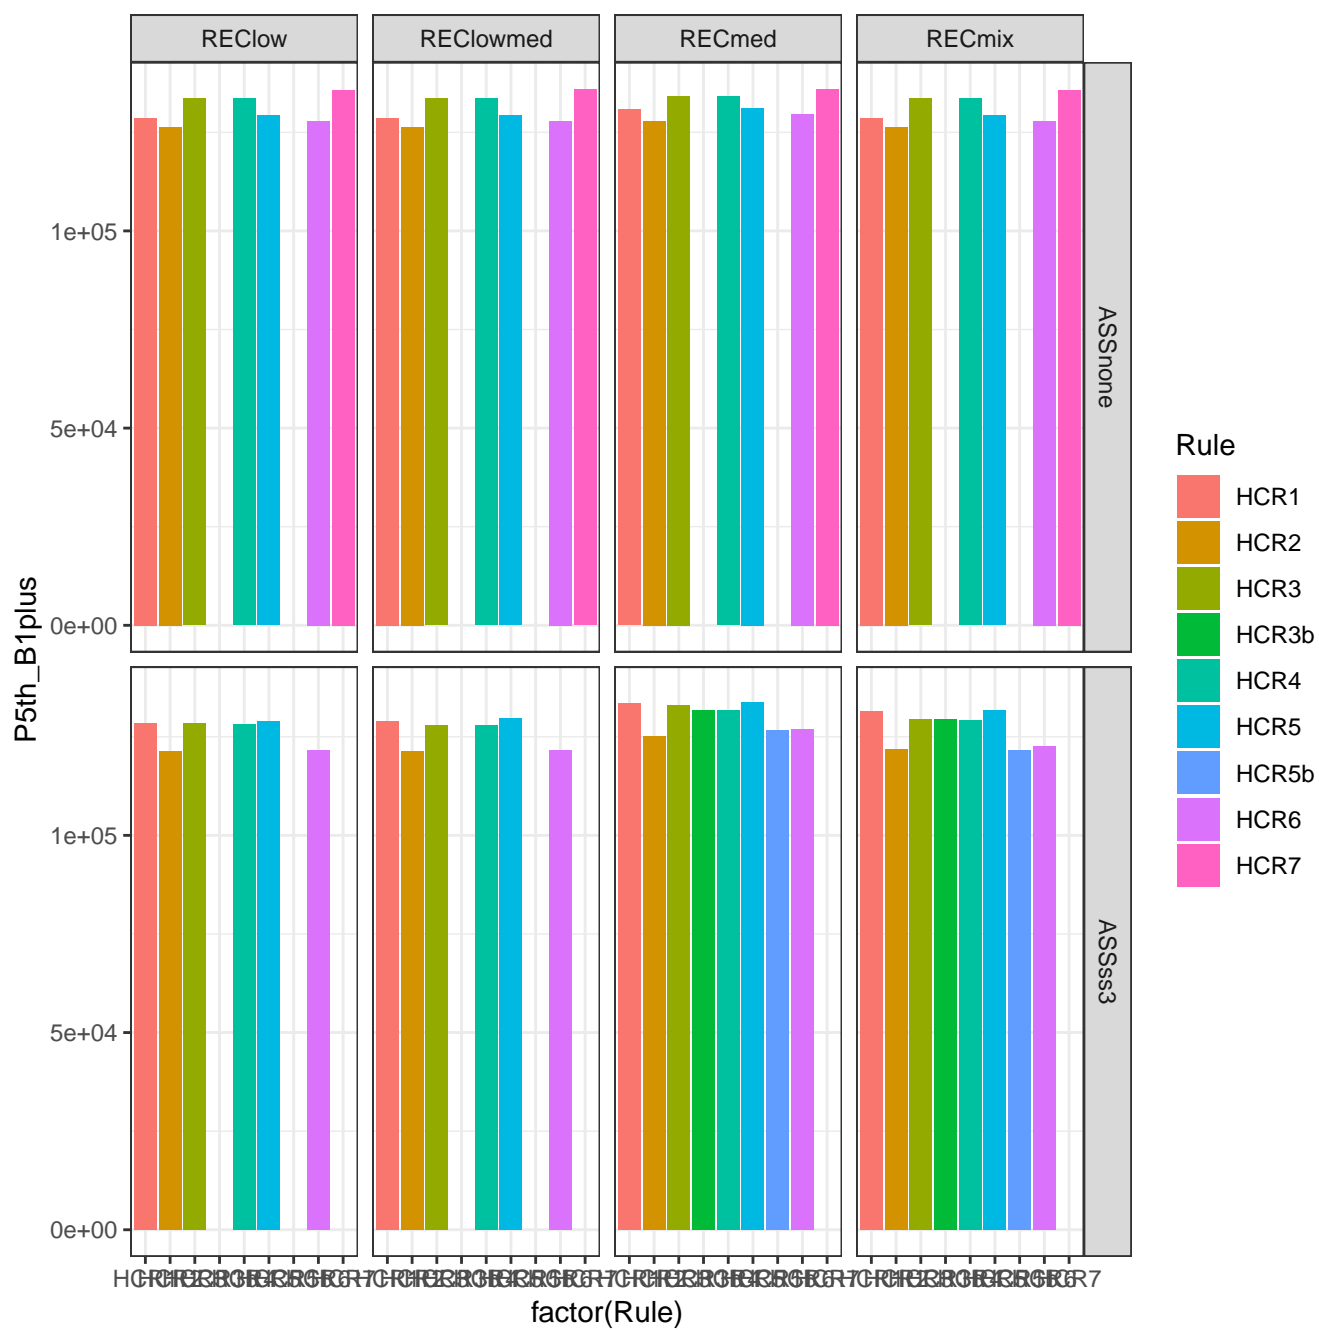 REClow
REClowmed
RECmed
RECmix
1e+05
5e+04
0e+00
ASSnone
1e+05
5e+04
0e+00
ASSss3
P5th_B1plus
factor(Rule)
Rule
HCR1
HCR2
HCR3
HCR3b
HCR4
HCR5
HCR5b
HCR6
HCR7